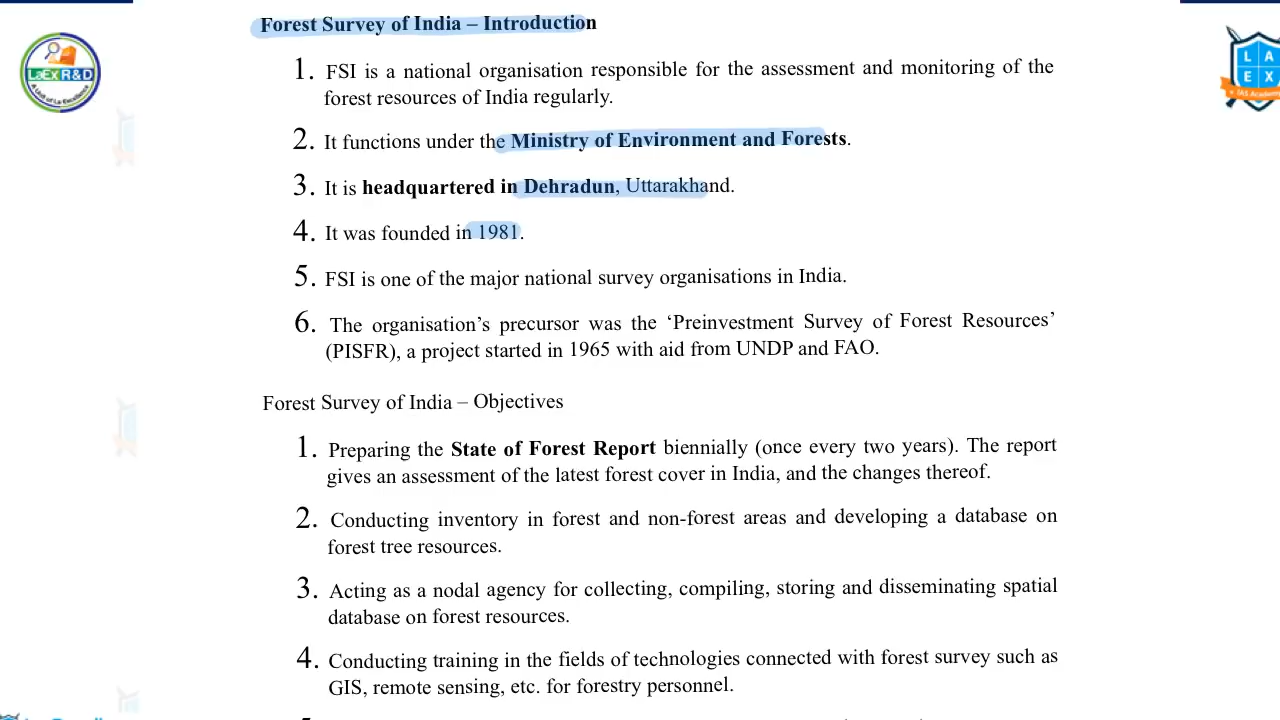 Forest Survey of India – Introduction
LaEx R&D
A Unit of La Excellence
L A
E X
IAS Academy
1. FSI is a national organisation responsible for the assessment and monitoring of the
forest resources of India regularly.
2. It functions under the Ministry of Environment and Forests.
3. It is headquartered in Dehradun, Uttarakhand.
4. It was founded in 1981.
5. FSI is one of the major national survey organisations in India.
6. The organisation’s precursor was the ‘Preinvestment Survey of Forest Resources’
(PISFR), a project started in 1965 with aid from UNDP and FAO.
Forest Survey of India – Objectives
1. Preparing the State of Forest Report biennially (once every two years). The report
gives an assessment of the latest forest cover in India, and the changes thereof.
2. Conducting inventory in forest and non-forest areas and developing a database on
forest tree resources.
3. Acting as a nodal agency for collecting, compiling, storing and disseminating spatial
database on forest resources.
4. Conducting training in the fields of technologies connected with forest survey such as
GIS, remote sensing, etc. for forestry personnel.